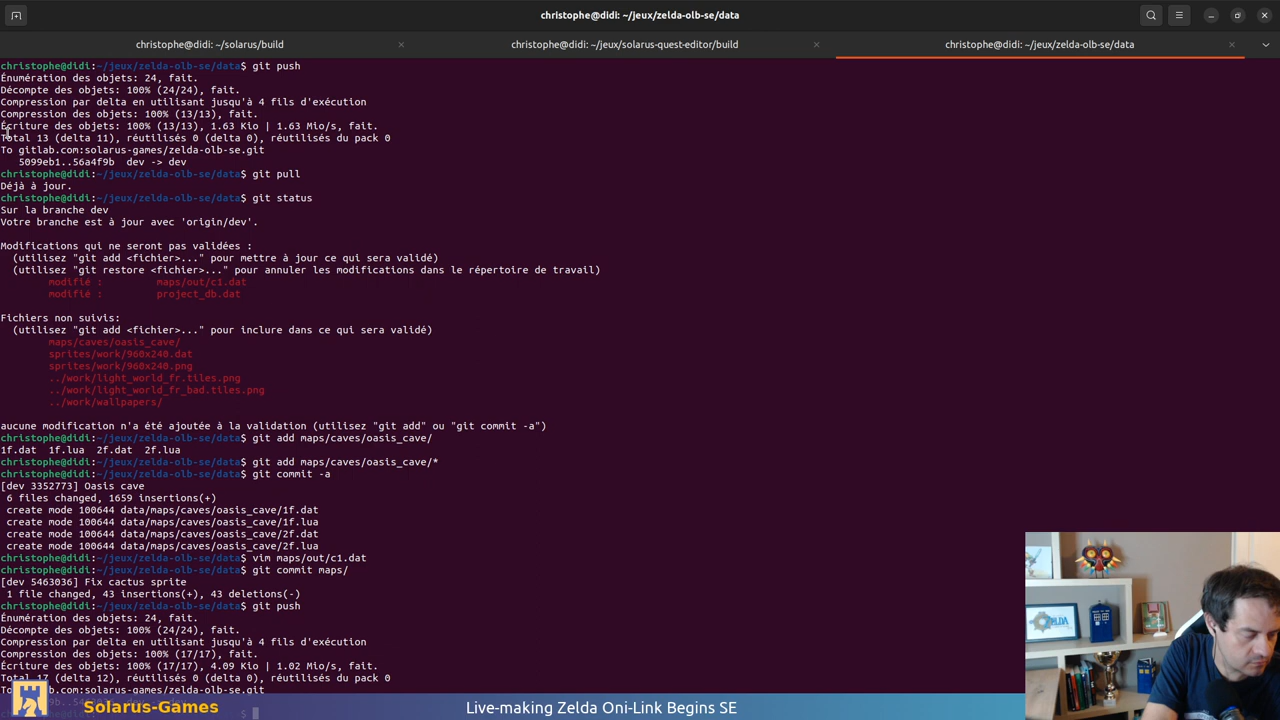 christophe@didi: ~/jeux/zelda-olb-se/data
christophe@didi: ~/solarus/build
christophe@didi: ~/jeux/solarus-quest-editor/build
christophe@didi: ~/jeux/zelda-olb-se/data
christophe@didi:~/jeux/zelda-olb-se/data$ git push
Énumération des objets: 24, fait.
Décompte des objets: 100% (24/24), fait.
Compression par delta en utilisant jusqu'à 4 fils d'exécution
Compression des objets: 100% (13/13), fait.
Écriture des objets: 100% (13/13), 1.63 Kio | 1.63 Mio/s, fait.
Total 13 (delta 11), réutilisés 0 (delta 0), réutilisés du pack 0
To gitlab.com:solarus-games/zelda-olb-se.git
5099eb1..56a4f9b dev -> dev
christophe@didi:~/jeux/zelda-olb-se/data$ git pull
Déjà à jour.
christophe@didi:~/jeux/zelda-olb-se/data$ git status
Sur la branche dev
Votre branche est à jour avec 'origin/dev'.
Modifications qui ne seront pas validées :
(utilisez "git add <fichier>..." pour mettre à jour ce qui sera validé)
(utilisez "git restore <fichier>..." pour annuler les modifications dans le répertoire de travail)
modifié : maps/out/c1.dat
modifié : project_db.dat
Fichiers non suivis:
(utilisez "git add <fichier>..." pour inclure dans ce qui sera validé)
maps/caves/oasis_cave/
sprites/work/960x240.dat
sprites/work/960x240.png
../work/light_world_fr.tiles.png
../work/light_world_fr_bad.tiles.png
../work/wallpapers/
aucune modification n'a été ajoutée à la validation (utilisez "git add" ou "git commit -a")
christophe@didi:~/jeux/zelda-olb-se/data$ git add maps/caves/oasis_cave/
1f.dat 1f.lua 2f.dat 2f.lua
christophe@didi:~/jeux/zelda-olb-se/data$ git add maps/caves/oasis_cave/*
christophe@didi:~/jeux/zelda-olb-se/data$ git commit -a
[dev 3352773] Oasis cave
6 files changed, 1659 insertions(+)
create mode 100644 data/maps/caves/oasis_cave/1f.dat
create mode 100644 data/maps/caves/oasis_cave/1f.lua
create mode 100644 data/maps/caves/oasis_cave/2f.dat
create mode 100644 data/maps/caves/oasis_cave/2f.lua
christophe@didi:~/jeux/zelda-olb-se/data$ vim maps/out/c1.dat
christophe@didi:~/jeux/zelda-olb-se/data$ git commit maps/
[dev 5463036] Fix cactus sprite
1 file changed, 43 insertions(+), 43 deletions(-)
christophe@didi:~/jeux/zelda-olb-se/data$ git push
Énumération des objets: 24, fait.
Décompte des objets: 100% (24/24), fait.
Compression par delta en utilisant jusqu'à 4 fils d'exécution
Compression des objets: 100% (17/17), fait.
Écriture des objets: 100% (17/17), 4.09 Kio | 1.02 Mio/s, fait.
Total 17 (delta 12), réutilisés 0 (delta 0), réutilisés du pack 0
To gitlab.com:solarus-games/zelda-olb-se.git
Solarus-Games
Live-making Zelda Oni-Link Begins SE